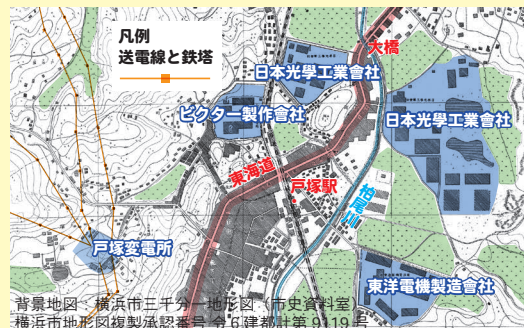 凡例
送電線と鉄塔
大橋
日本光學工業會社
ビクター製作會社
日本光學工業會社
東海道
戸塚駅
柏尾川
戸塚変電所
東洋電機製造會社
背景地図：横浜市三千分一地形図（市史資料室）
横浜市地形図複製承認番号 令6建都計第9119号